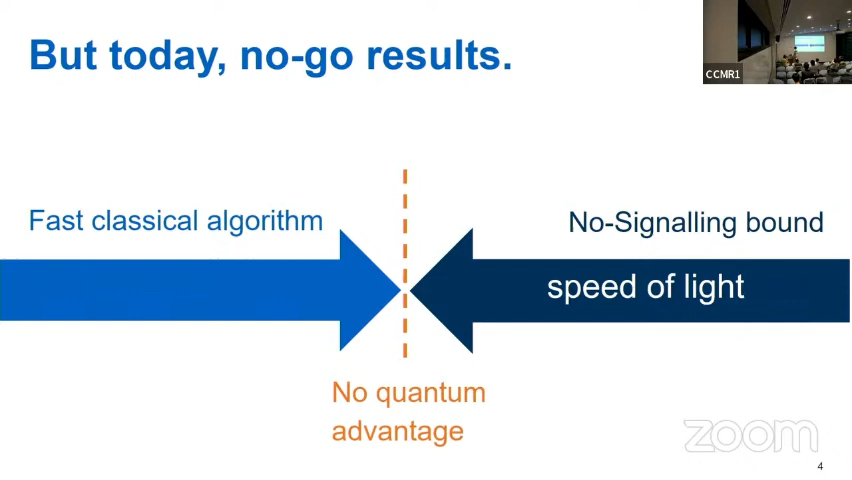 But today, no-go results.
CCMR1
Fast classical algorithm
No-Signalling bound
speed of light
No quantum
advantage
zoom
4